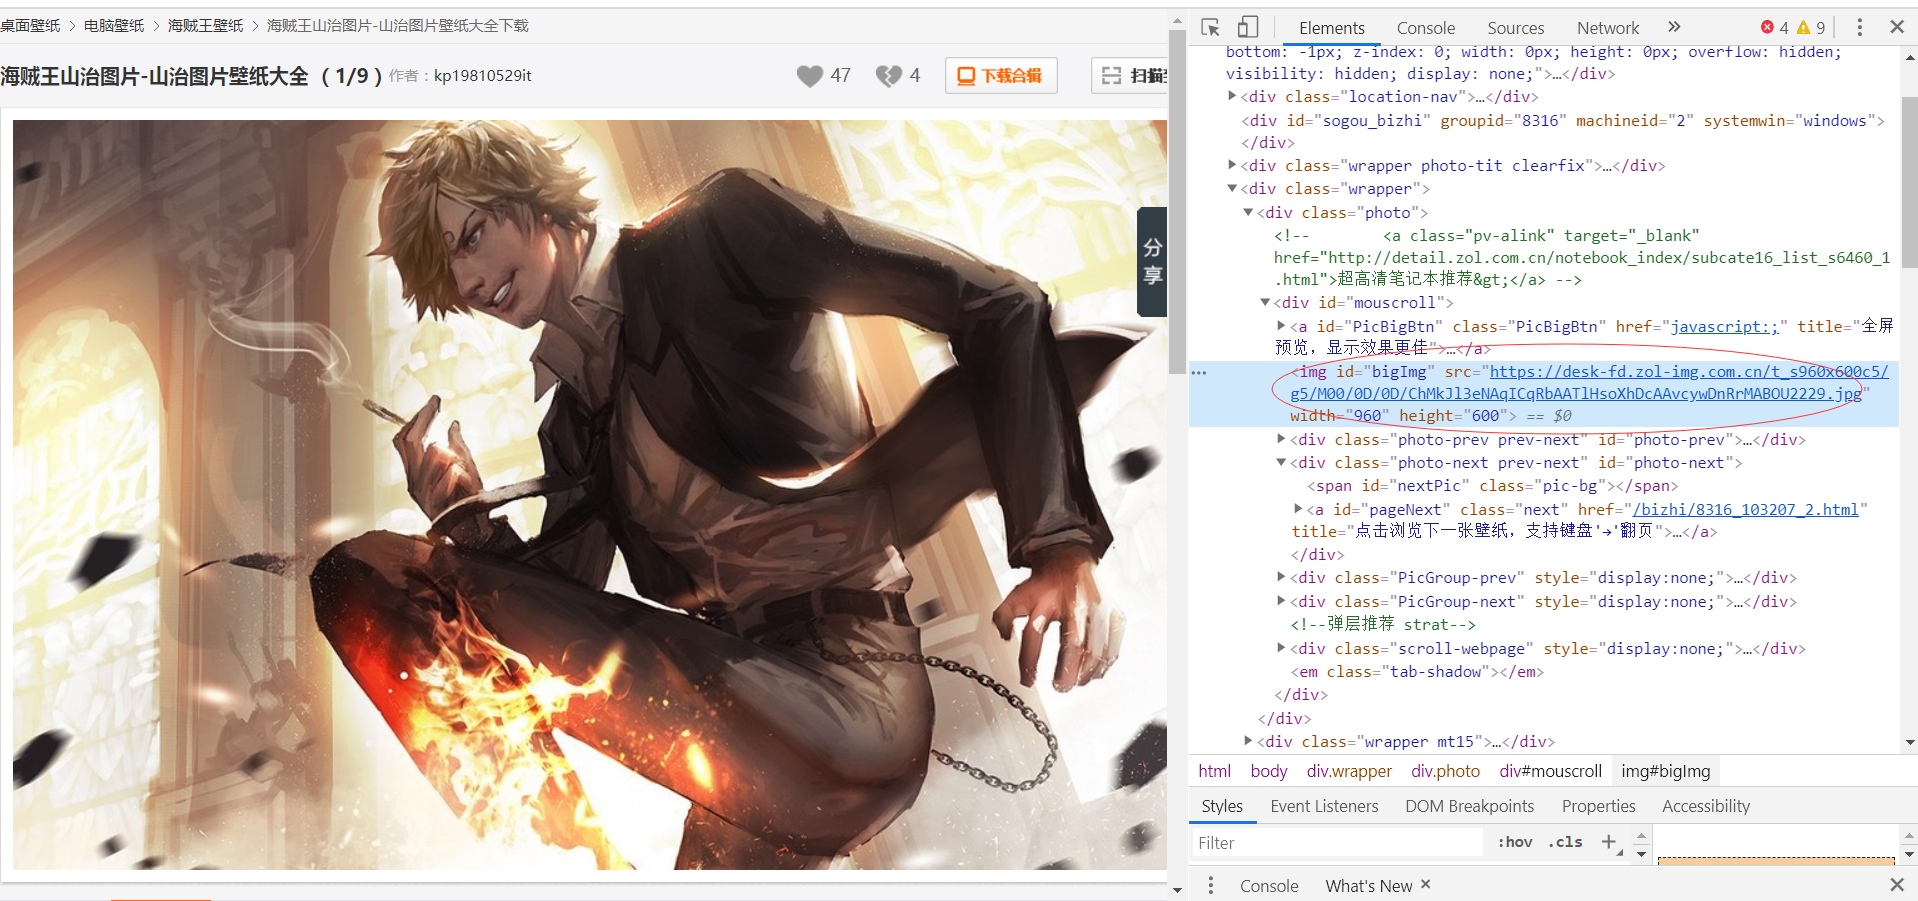 桌面壁纸 > 电脑壁纸 > 海贼王壁纸 > 海贼王山治图片-山治图片壁纸大全下载
海贼王山治图片-山治图片壁纸大全 （1/9）作者：kp19810529it
47
4
下载合辑
扫描
分享
Elements Console Sources Network » 4 9
bottom: -1px; z-index: 0; width: 0px; height: 0px; overflow: hidden;
visibility: hidden; display: none;">…</div>
<div class="location-nav">…</div>
<div id="sogou_bizhi" groupid="8316" machineid="2" systemwin="windows">
</div>
<div class="wrapper photo-tit clearfix">…</div>
<div class="wrapper">
<div class="photo">
<!-- <a class="pv-alink" target="_blank"
href="http://detail.zol.com.cn/notebook_index/subcate16_list_s6460_1
.html">超高清笔记本推荐&gt;</a> -->
<div id="mouscroll">
<a id="PicBigBtn" class="PicBigBtn" href="javascript:;" title="全屏
预览，显示效果更佳">…</a>
<img id="bigImg" src="https://desk-fd.zol-img.com.cn/t_s960x600c5/
g5/M00/0D/0D/ChMkJl3eNAqICqRbAATlHsoXhDcAAvcywDnRrMABOU2229.jpg"
width="960" height="600"> == $0
<div class="photo-prev prev-next" id="photo-prev">…</div>
<div class="photo-next prev-next" id="photo-next">
<span id="nextPic" class="pic-bg"></span>
<a id="pageNext" class="next" href="/bizhi/8316_103207_2.html"
title="点击浏览下一张壁纸，支持键盘'→'翻页">…</a>
</div>
<div class="PicGroup-prev" style="display:none;">…</div>
<div class="PicGroup-next" style="display:none;">…</div>
<!--弹层推荐 strat-->
<div class="scroll-webpage" style="display:none;">…</div>
<em class="tab-shadow"></em>
</div>
</div>
<div class="wrapper mt15">…</div>
html body div.wrapper div.photo div#mouscroll img#bigImg
Styles Event Listeners DOM Breakpoints Properties Accessibility
Filter :hov .cls +
Console What's New ×